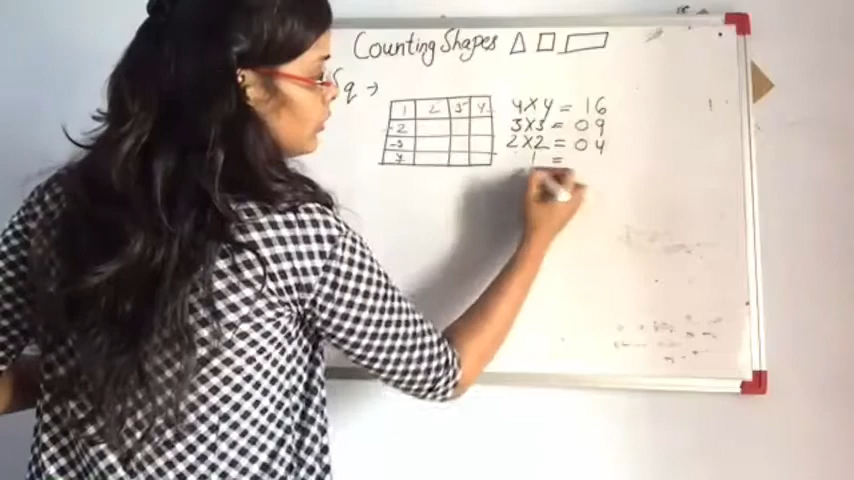 Counting Shapes
Sq →
1 2 3 4
2
3
4
4 X 4 = 16
3 X 3 = 09
2 X 2 = 04
1 =